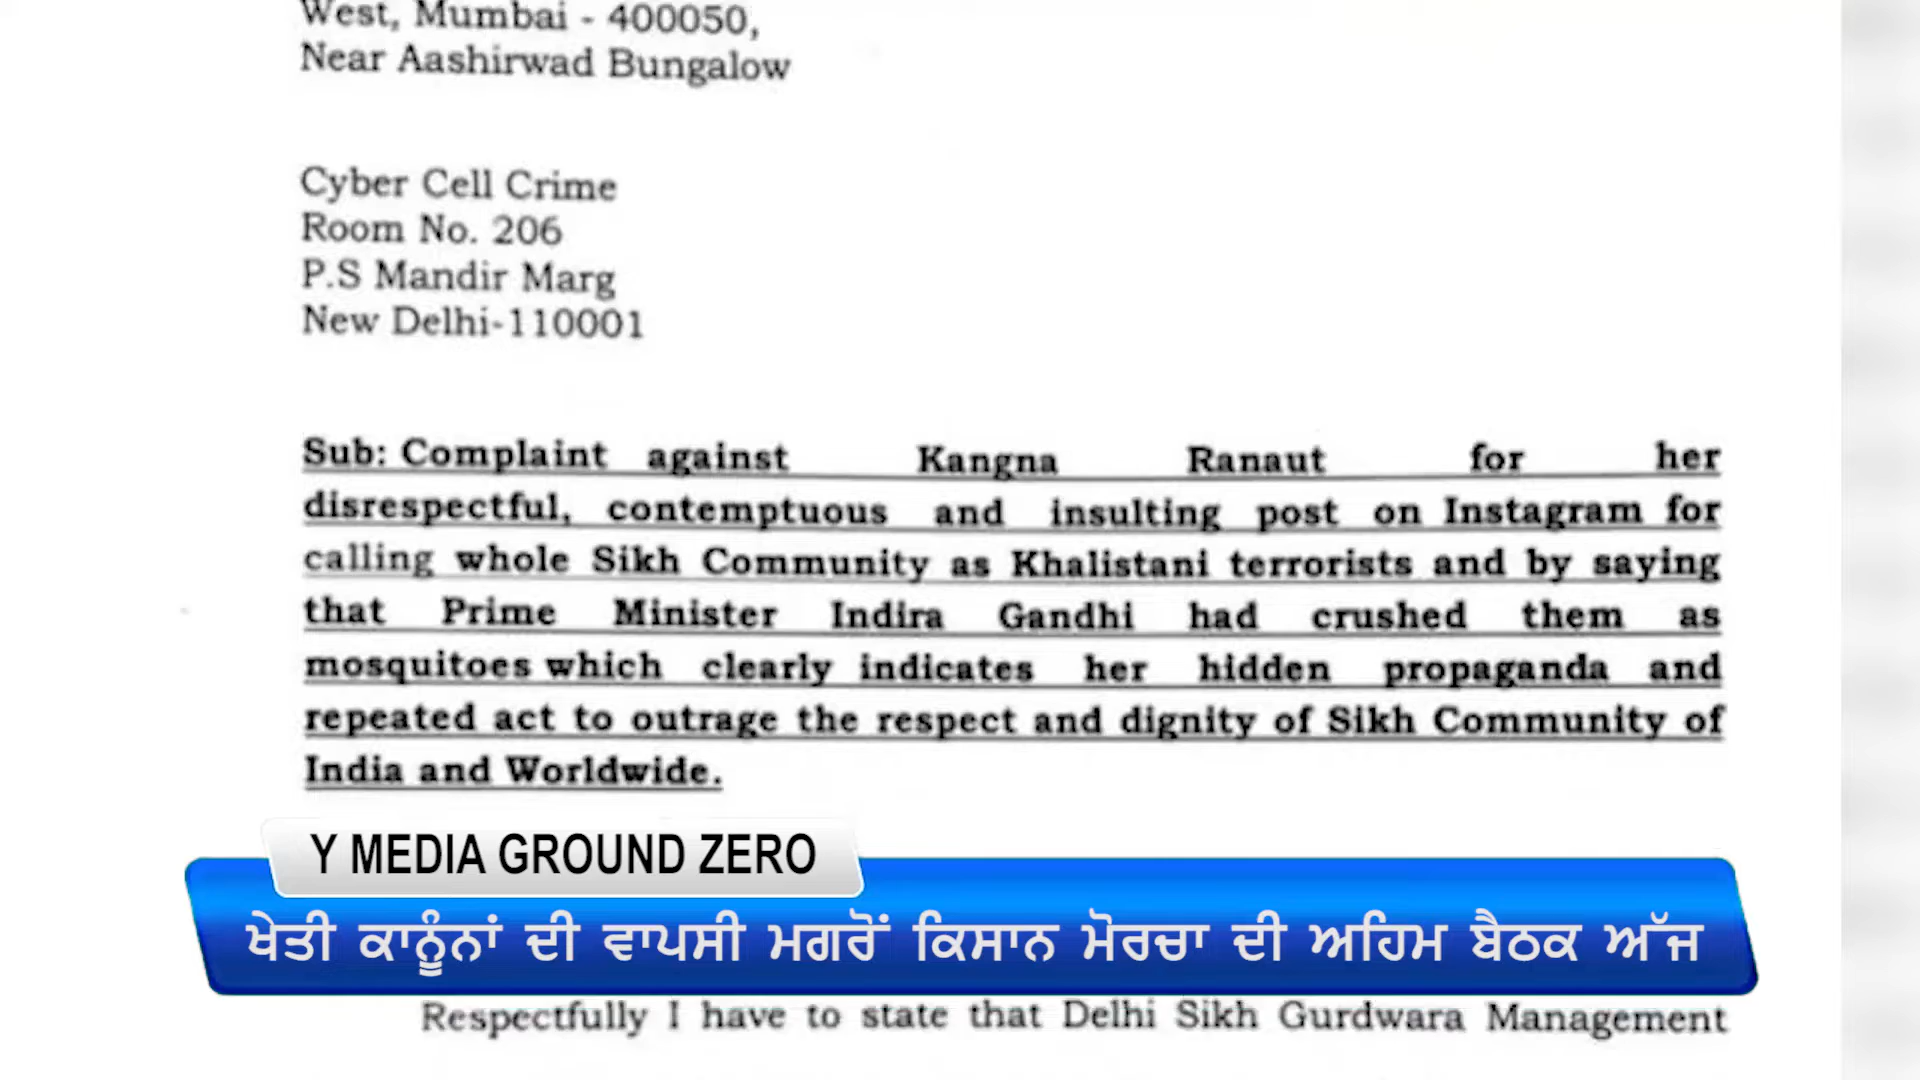 West, Mumbai - 400050,
Near Aashirwad Bungalow
Cyber Cell Crime
Room No. 206
P.S Mandir Marg
New Delhi-110001
Sub: Complaint against Kangna Ranaut for her
disrespectful, contemptuous and insulting post on Instagram for
calling whole Sikh Community as Khalistani terrorists and by saying
that Prime Minister Indira Gandhi had crushed them as
mosquitoes which clearly indicates her hidden propaganda and
repeated act to outrage the respect and dignity of Sikh Community of
India and Worldwide.
Y MEDIA GROUND ZERO
ਖੇਤੀ ਕਾਨੂੰਨਾਂ ਦੀ ਵਾਪਸੀ ਮਗਰੋਂ ਕਿਸਾਨ ਮੋਰਚਾ ਦੀ ਅਹਿਮ ਬੈਠਕ ਅੱਜ
Respectfully I have to state that Delhi Sikh Gurdwara Management